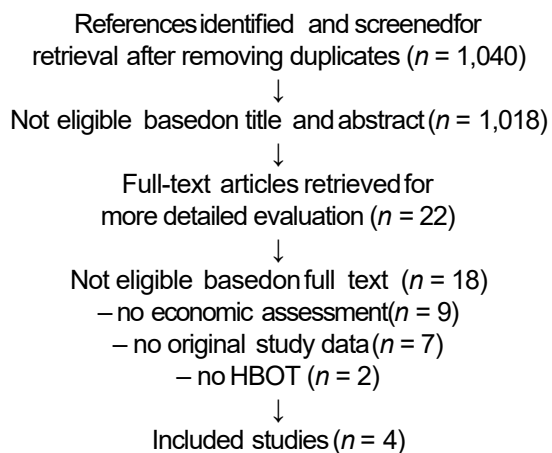 References identified and screened for
retrieval after removing duplicates (n = 1,040)
↓
Not eligible based on title and abstract (n = 1,018)
↓
Full-text articles retrieved for
more detailed evaluation (n = 22)
↓
Not eligible based on full text (n = 18)
– no economic assessment (n = 9)
– no original study data (n = 7)
– no HBOT (n = 2)
↓
Included studies (n = 4)